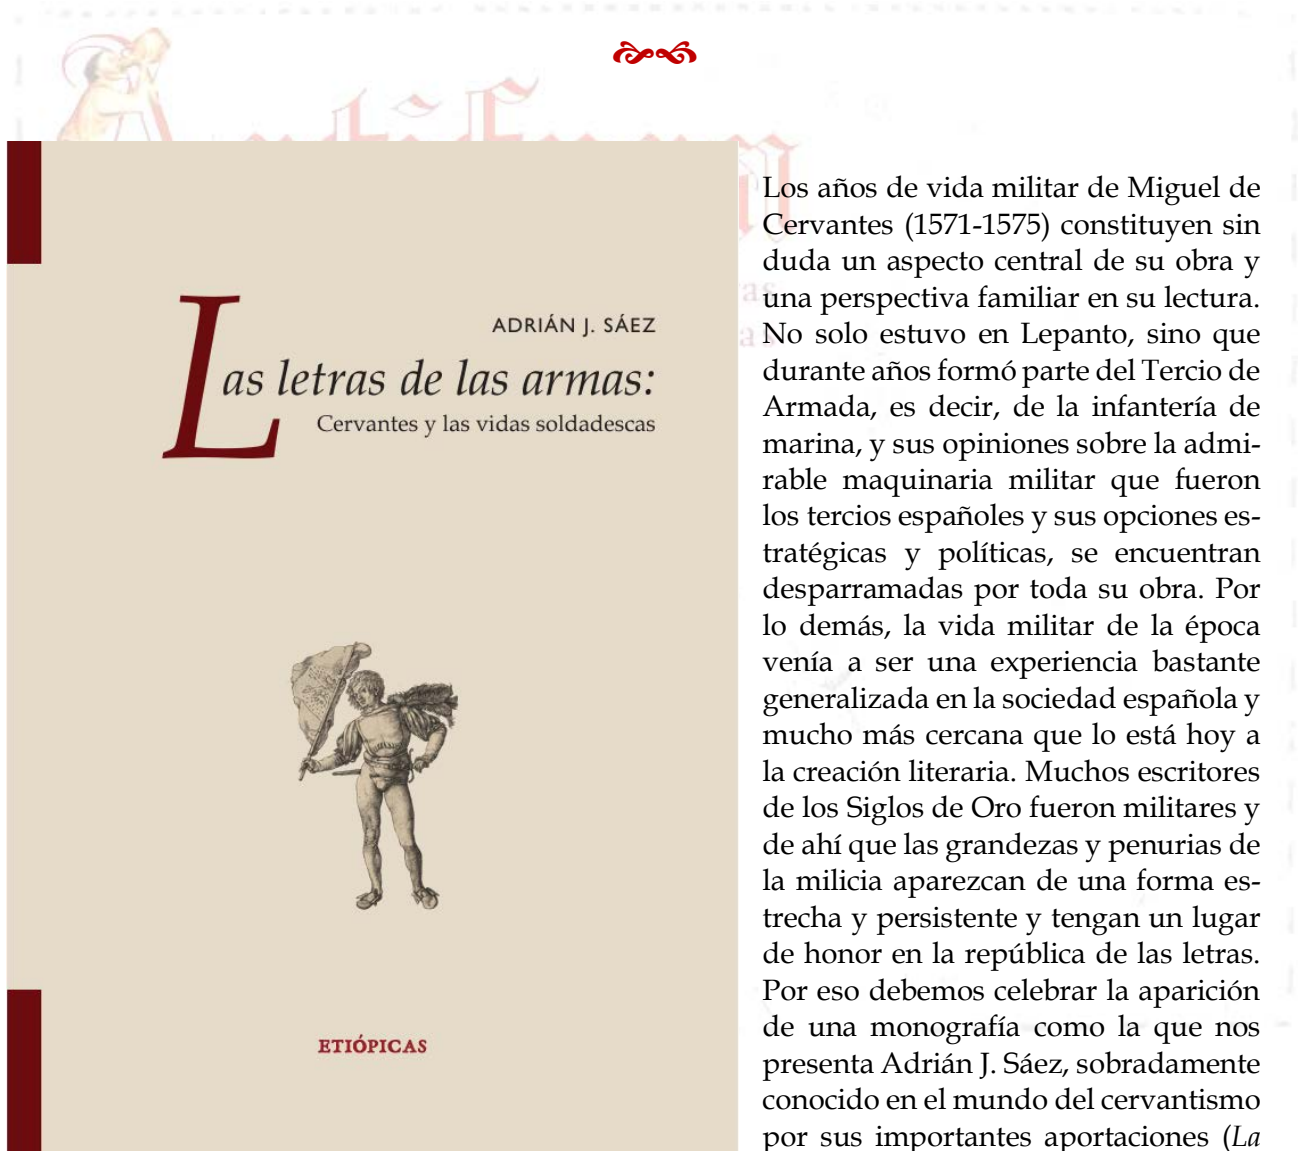 ADRIÁN J. SÁEZ
Las letras de las armas:
Cervantes y las vidas soldadescas
ETIÓPICAS
Los años de vida militar de Miguel de
Cervantes (1571-1575) constituyen sin
duda un aspecto central de su obra y
una perspectiva familiar en su lectura.
No solo estuvo en Lepanto, sino que
durante años formó parte del Tercio de
Armada, es decir, de la infantería de
marina, y sus opiniones sobre la admi-
rable maquinaria militar que fueron
los tercios españoles y sus opciones es-
tratégicas y políticas, se encuentran
desparramadas por toda su obra. Por
lo demás, la vida militar de la época
venía a ser una experiencia bastante
generalizada en la sociedad española y
mucho más cercana que lo está hoy a
la creación literaria. Muchos escritores
de los Siglos de Oro fueron militares y
de ahí que las grandezas y penurias de
la milicia aparezcan de una forma es-
trecha y persistente y tengan un lugar
de honor en la república de las letras.
Por eso debemos celebrar la aparición
de una monografía como la que nos
presenta Adrián J. Sáez, sobradamente
conocido en el mundo del cervantismo
por sus importantes aportaciones (La